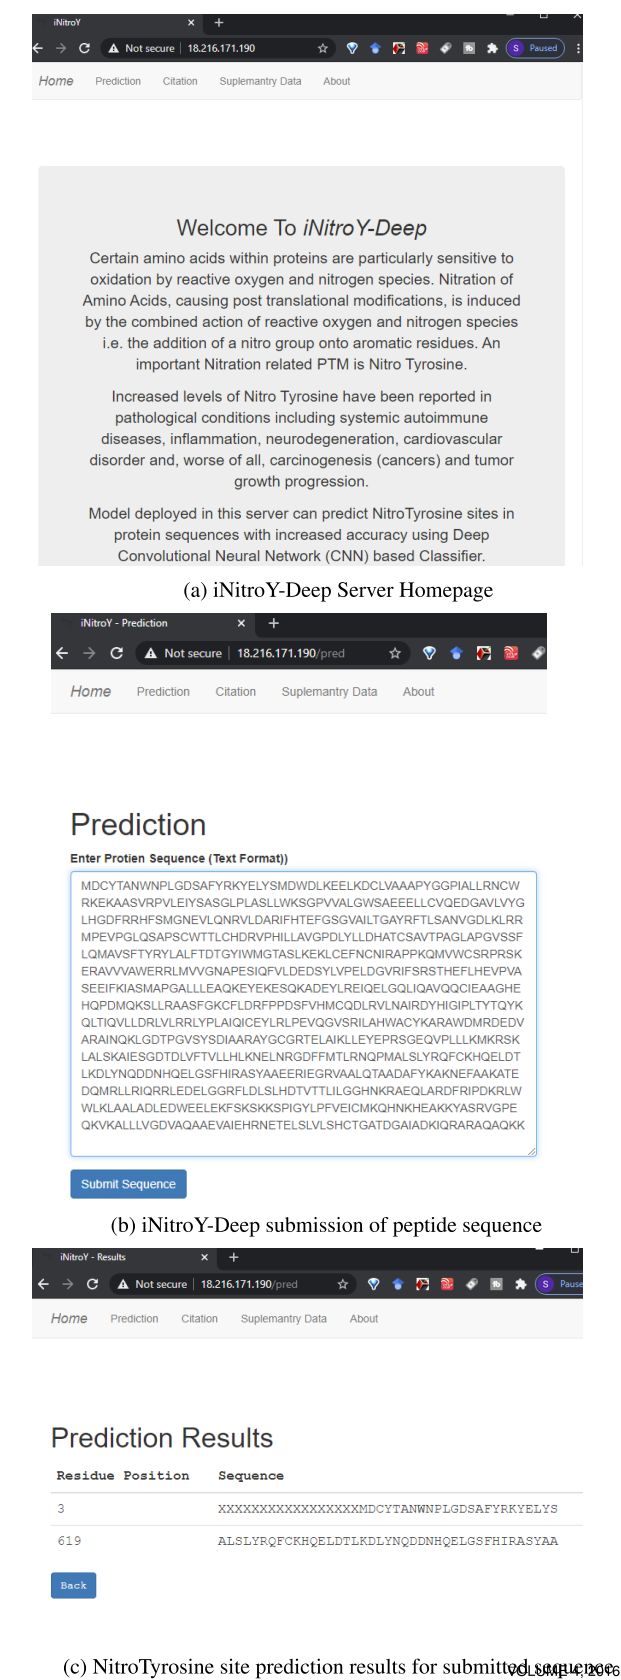 iNitroY
Not secure | 18.216.171.190
S Paused
Home Prediction Citation Suplemantry Data About
Welcome To iNitroY-Deep
Certain amino acids within proteins are particularly sensitive to
oxidation by reactive oxygen and nitrogen species. Nitration of
Amino Acids, causing post translational modifications, is induced
by the combined action of reactive oxygen and nitrogen species
i.e. the addition of a nitro group onto aromatic residues. An
important Nitration related PTM is Nitro Tyrosine.
Increased levels of Nitro Tyrosine have been reported in
pathological conditions including systemic autoimmune
diseases, inflammation, neurodegeneration, cardiovascular
disorder and, worse of all, carcinogenesis (cancers) and tumor
growth progression.
Model deployed in this server can predict NitroTyrosine sites in
protein sequences with increased accuracy using Deep
Convolutional Neural Network (CNN) based Classifier.
(a) iNitroY-Deep Server Homepage
iNitroY - Prediction
Not secure | 18.216.171.190/pred
Home Prediction Citation Suplemantry Data About
Prediction
Enter Protien Sequence (Text Format))
MDCYTANWNPLGDSAFYRKYELYSMDWDLKEELKDCLVAAAPYGGPIALLRNCW
RKEKAASVRPVLEIYSASGLPLASLLWKSGPVVALGWSAEEELLCVQEDGAVLVYG
LHGDFRRHFSMGNEVLQNRVLDARIFHTEFGSGVAILTGAYRFTLSANVGDLKLRR
MPEVPGLQSAPSCWTTLCHDRVPHILLAVGPDLYLLDHATCSAVTPAGLAPGVSSF
LQMAVSFTYRYLALFTDTGYIWMGTASLKEKLCEFNCNIRAPPKQMVWCSRPRSK
ERAVVVAWERRLMVVGNAPESIQFVLDEDSYLVPELDGVRIFSRSTHEFLHEVPVA
SEEIFKIASMAPGALLLEAQKEYEKESQKADEYLREIQELGQLIQAVQQCIEAAGHE
HQPDMQKSLLRAASFGKCFLDRFPPDSFVHMCQDLRVLNAIRDYHIGIPLTYTQYK
QLTIQVLLDRLVLRRLYPLAIQICEYLRLPEVQGVSRILAHWACYKARAWDMRDEDV
ARAINQKLGDTPGVSYSDIAARAYGCGRTELAIKLLEYEPRSGEQVPLLLKMKRSK
LALSKAIESGDTDLVFTVLLHLKNELNRGDFFMTLRNQPMALSLYRQFCKHQELDT
LKDLYNQDDNHQELGSFHIRASYAAEERIEGRVAALQTAADAFYKAKNEFAAKATE
DQMRLLRIQRRLEDELGGRFLDLSLHDTVTTLILGGHNKRAEQLARDFRIPDKRLW
WLKLAALADLEDWEELEKFSKSKKSPIGYLPFVEICMKQHNKHEAKKYASRVGPE
QKVKALLLVGDVAQAAEVAIEHRNETELSLVLSHCTGATDGAIADKIQRARAQAQKK
Submit Sequence
(b) iNitroY-Deep submission of peptide sequence
iNitroY - Results
Not secure | 18.216.171.190/pred
S Pause
Home Prediction Citation Suplemantry Data About
Prediction Results
Residue Position Sequence
3 XXXXXXXXXXXXXXXXXMDCYTANWNPLGDSAFYRKYELYS
619 ALSLYRQFCKHQELDTLKDLYNQDDNHQELGSFHIRASYAA
Back
(c) NitroTyrosine site prediction results for submitted sequence
VOLUME 4, 2016